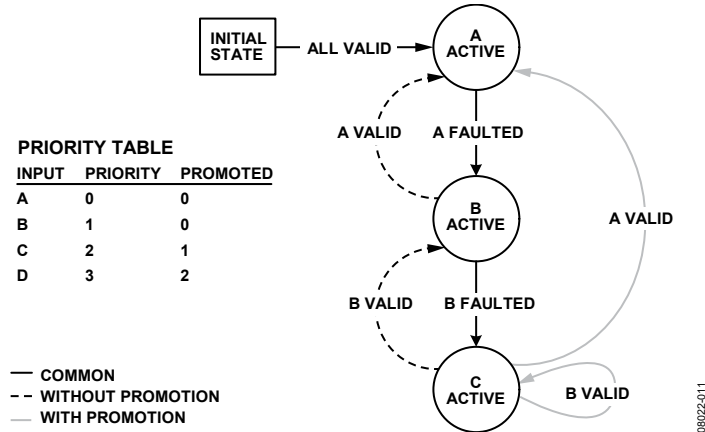 INITIAL
STATE
ALL VALID
A
ACTIVE
A VALID
A FAULTED
PRIORITY TABLE
INPUT PRIORITY PROMOTED
A 0 0
B 1 0
C 2 1
D 3 2
B
ACTIVE
A VALID
B VALID
B FAULTED
C
ACTIVE
B VALID
COMMON
WITHOUT PROMOTION
WITH PROMOTION
08022-011